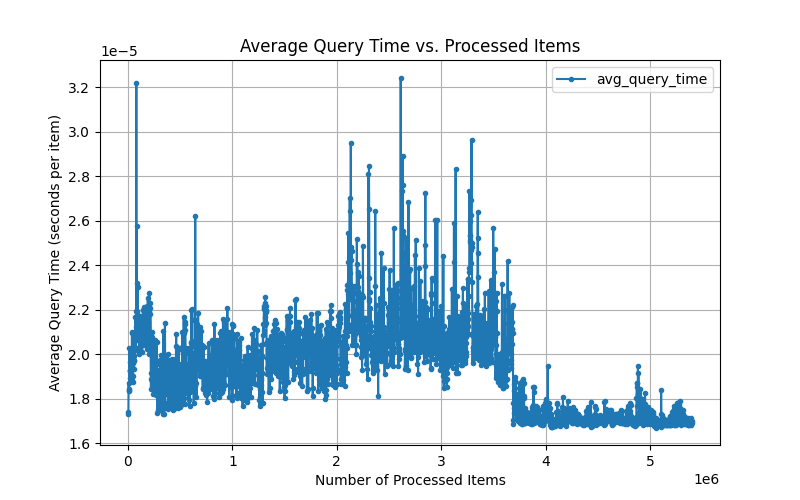 Average Query Time vs. Processed Items
1e−5
avg_query_time
3.2
3.0
2.8
2.6
2.4
2.2
2.0
1.8
1.6
Average Query Time (seconds per item)
0 1 2 3 4 5
1e6
Number of Processed Items